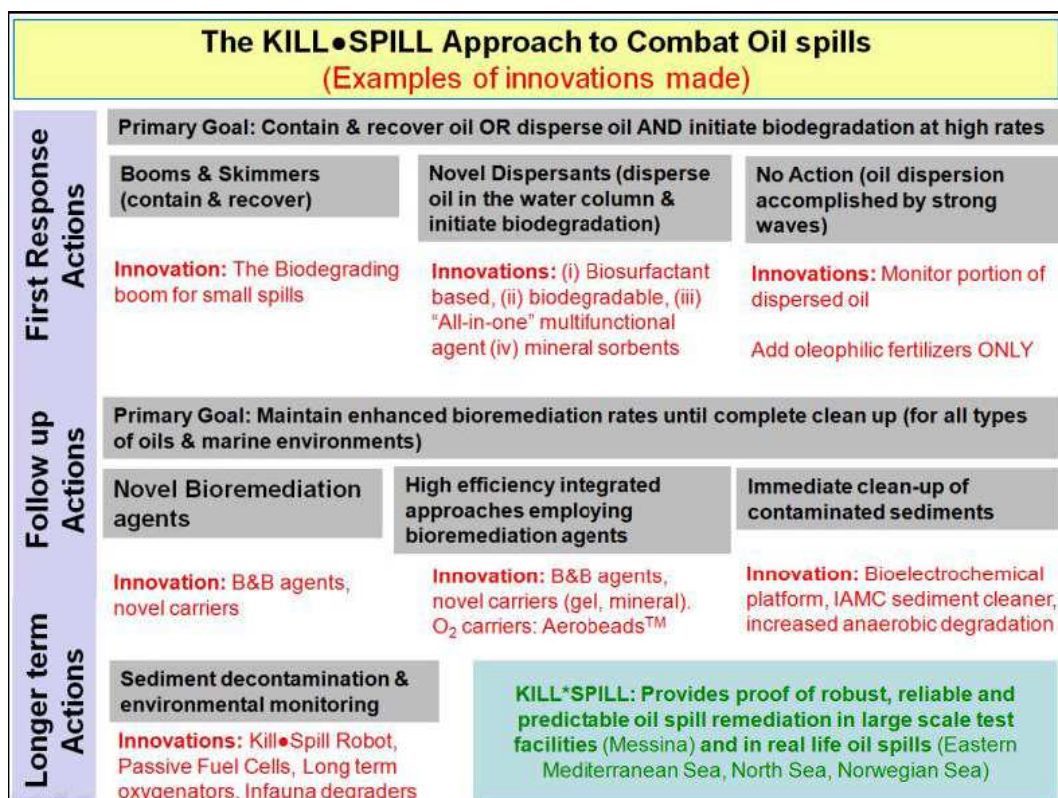 The KILL●SPILL Approach to Combat Oil spills
(Examples of innovations made)
First Response
Actions
Primary Goal: Contain & recover oil OR disperse oil AND initiate biodegradation at high rates
Booms & Skimmers
(contain & recover)
Innovation: The Biodegrading
boom for small spills
Novel Dispersants (disperse
oil in the water column &
initiate biodegradation)
Innovations: (i) Biosurfactant
based, (ii) biodegradable, (iii)
“All-in-one” multifunctional
agent (iv) mineral sorbents
No Action (oil dispersion
accomplished by strong
waves)
Innovations: Monitor portion of
dispersed oil
Add oleophilic fertilizers ONLY
Follow up
Actions
Primary Goal: Maintain enhanced bioremediation rates until complete clean up (for all types
of oils & marine environments)
Novel Bioremediation
agents
Innovation: B&B agents,
novel carriers
High efficiency integrated
approaches employing
bioremediation agents
Innovation: B&B agents,
novel carriers (gel, mineral).
O₂ carriers: Aerobeads™
Immediate clean-up of
contaminated sediments
Innovation: Bioelectrochemical
platform, IAMC sediment cleaner,
increased anaerobic degradation
Longer term
Actions
Sediment decontamination &
environmental monitoring
Innovations: Kill●Spill Robot,
Passive Fuel Cells, Long term
oxygenators, Infauna degraders
KILL*SPILL: Provides proof of robust, reliable and
predictable oil spill remediation in large scale test
facilities (Messina) and in real life oil spills (Eastern
Mediterranean Sea, North Sea, Norwegian Sea)